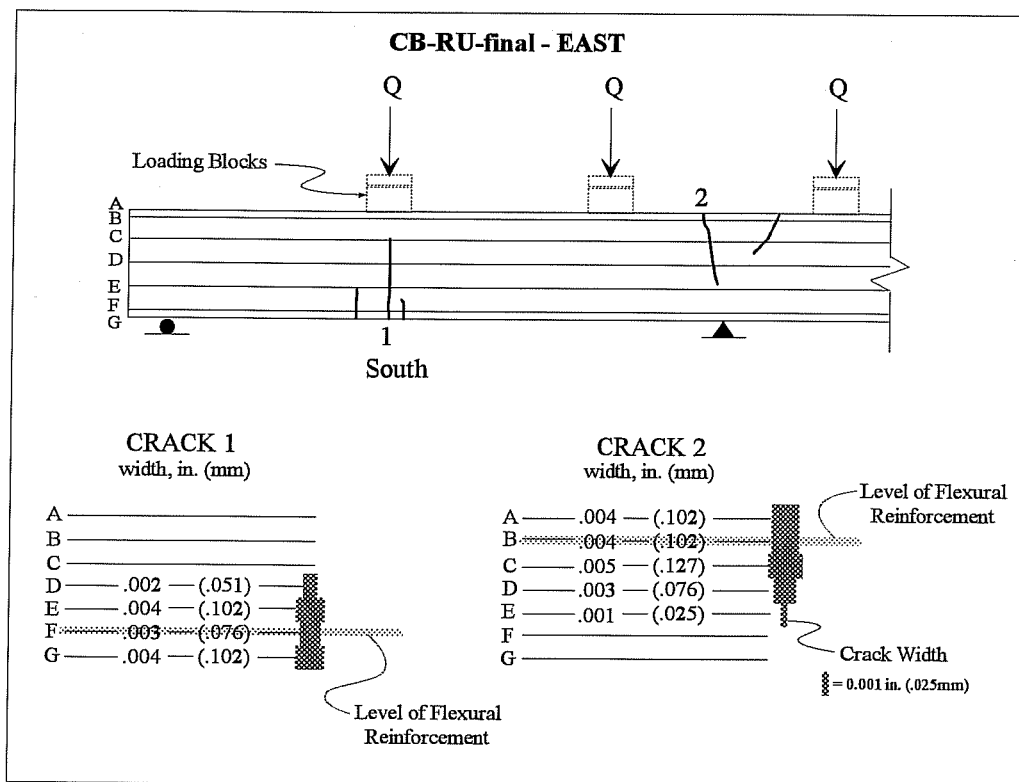 CB-RU-final - EAST
Q Q Q
Loading Blocks
2
A
B
C
D
E
F
G
1
South
CRACK 1
width, in. (mm)
A
B
C
D .002 (.051)
E .004 (.102)
F .003 (.076)
G .004 (.102)
Level of Flexural
Reinforcement
CRACK 2
width, in. (mm)
A .004 (.102)
B .004 (.102)
C .005 (.127)
D .003 (.076)
E .001 (.025)
F
G
Level of Flexural
Reinforcement
Crack Width
= 0.001 in. (.025mm)